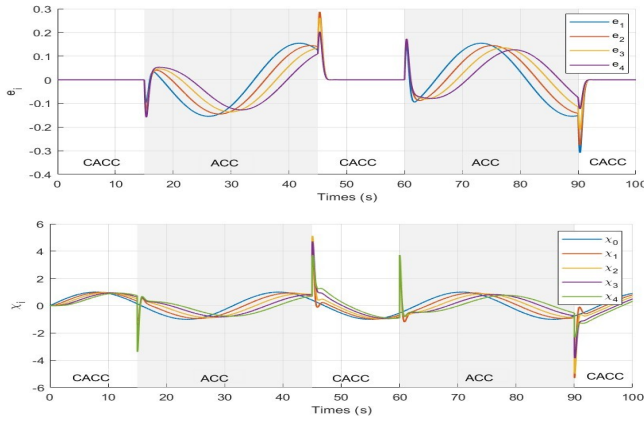 0.3
0.2
0.1
0
-0.1
-0.2
-0.3
-0.4
e_i
e_1
e_2
e_3
e_4
CACC ACC CACC ACC CACC
0 10 20 30 40 50 60 70 80 90 100
Times (s)
6
4
2
0
-2
-4
-6
χ_i
χ_0
χ_1
χ_2
χ_3
χ_4
CACC ACC CACC ACC CACC
0 10 20 30 40 50 60 70 80 90 100
Times (s)